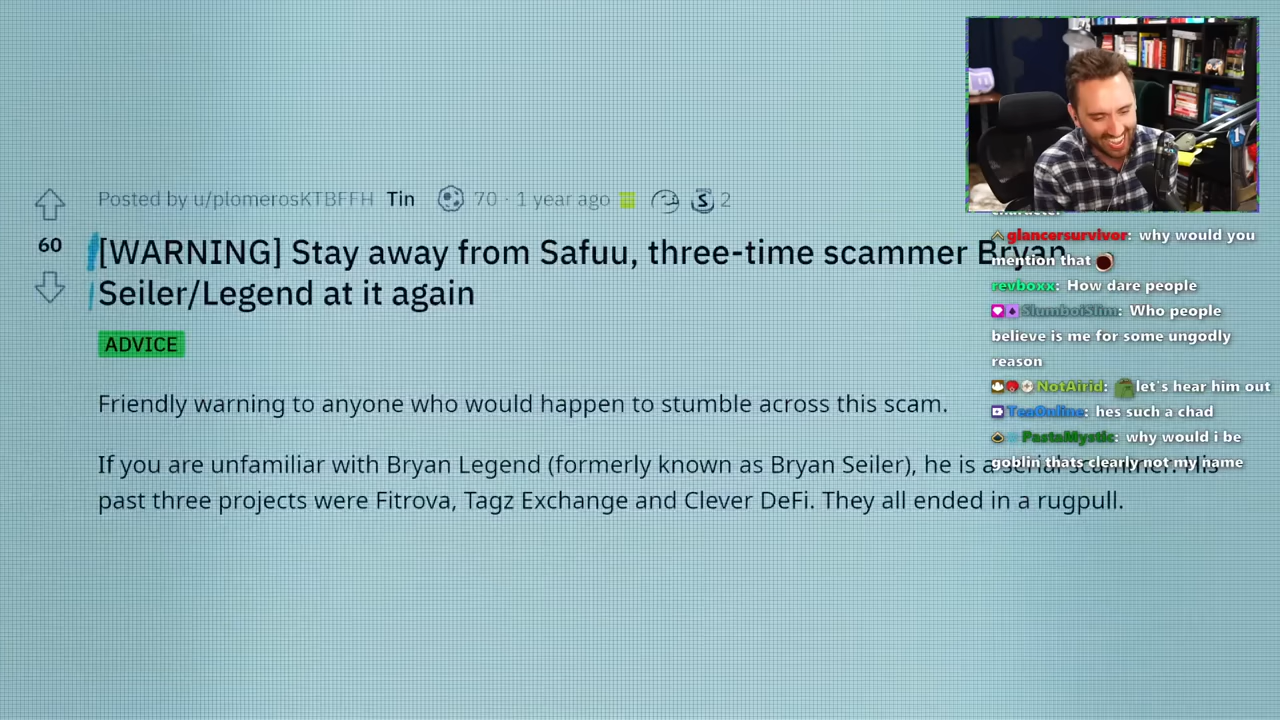 Posted by u/plomerosKTBFFH Tin 70 · 1 year ago 2
60
[WARNING] Stay away from Safuu, three-time scammer Bryan
Seiler/Legend at it again
ADVICE
Friendly warning to anyone who would happen to stumble across this scam.
If you are unfamiliar with Bryan Legend (formerly known as Bryan Seiler), he is a serial scammer. His
past three projects were Fitrova, Tagz Exchange and Clever DeFi. They all ended in a rugpull.
character
glancersurvivor: why would you
mention that
revboxx: How dare people
SlumboiSlim: Who people
believe is me for some ungodly
reason
NotAirid: let's hear him out
TeaOnline: hes such a chad
PastaMystic: why would i be
goblin thats clearly not my name